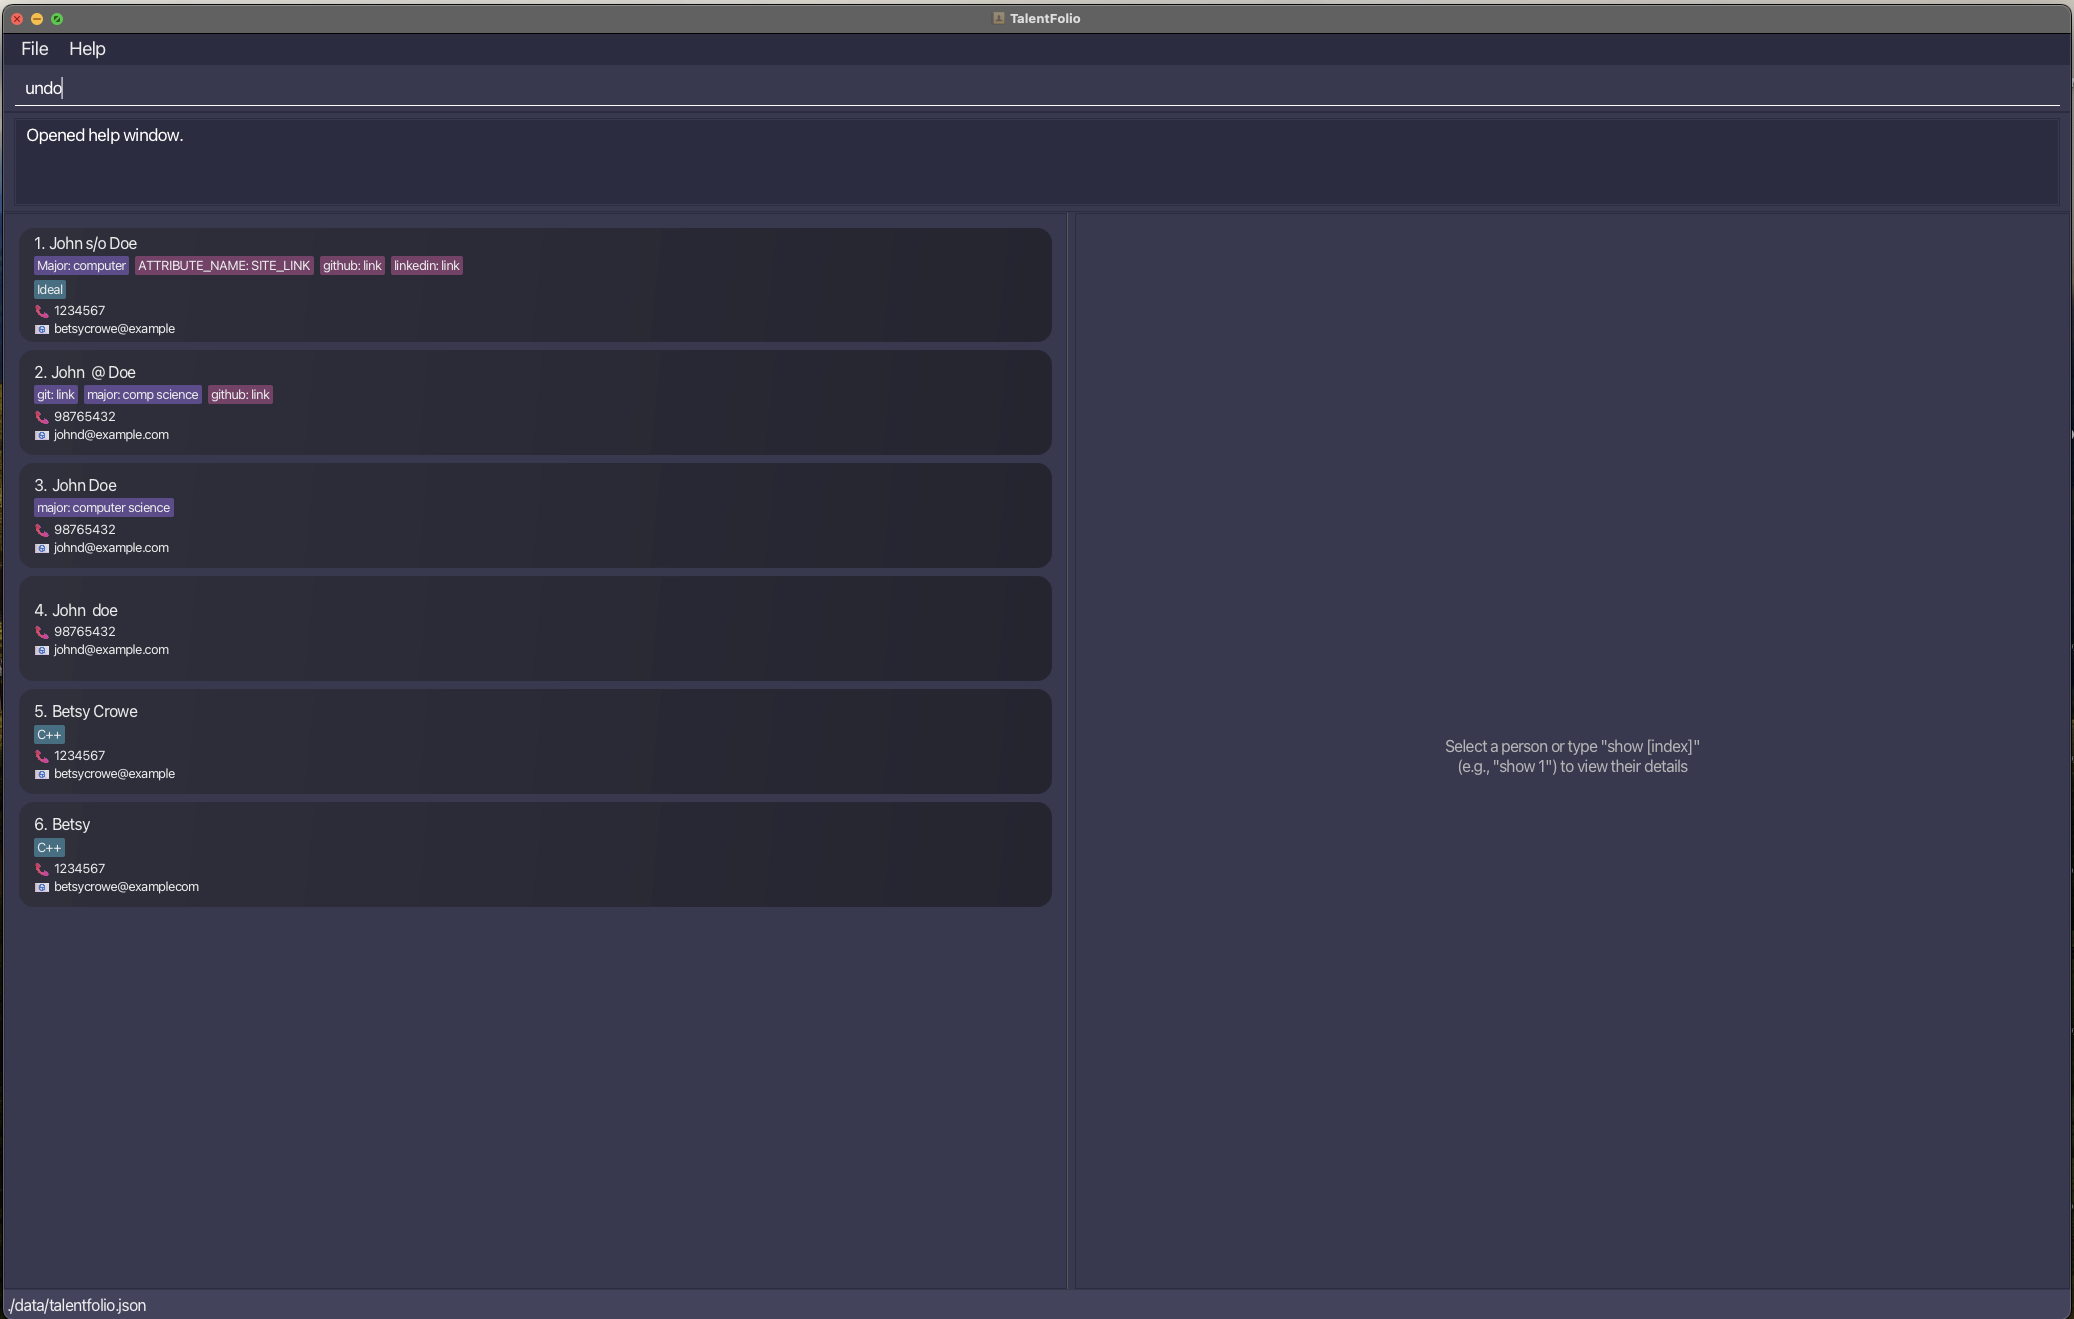 TalentFolio
File Help
undo
Opened help window.
1. John s/o Doe
Major: computer ATTRIBUTE_NAME: SITE_LINK github: link linkedin: link
Ideal
1234567
betsycrowe@example
2. John  @ Doe
git: link major: comp science github: link
98765432
johnd@example.com
3. John Doe
major: computer science
98765432
johnd@example.com
4. John  doe
98765432
johnd@example.com
5. Betsy Crowe
C++
1234567
betsycrowe@example
6. Betsy
C++
1234567
betsycrowe@examplecom
Select a person or type "show [index]"
(e.g., "show 1") to view their details
./data/talentfolio.json